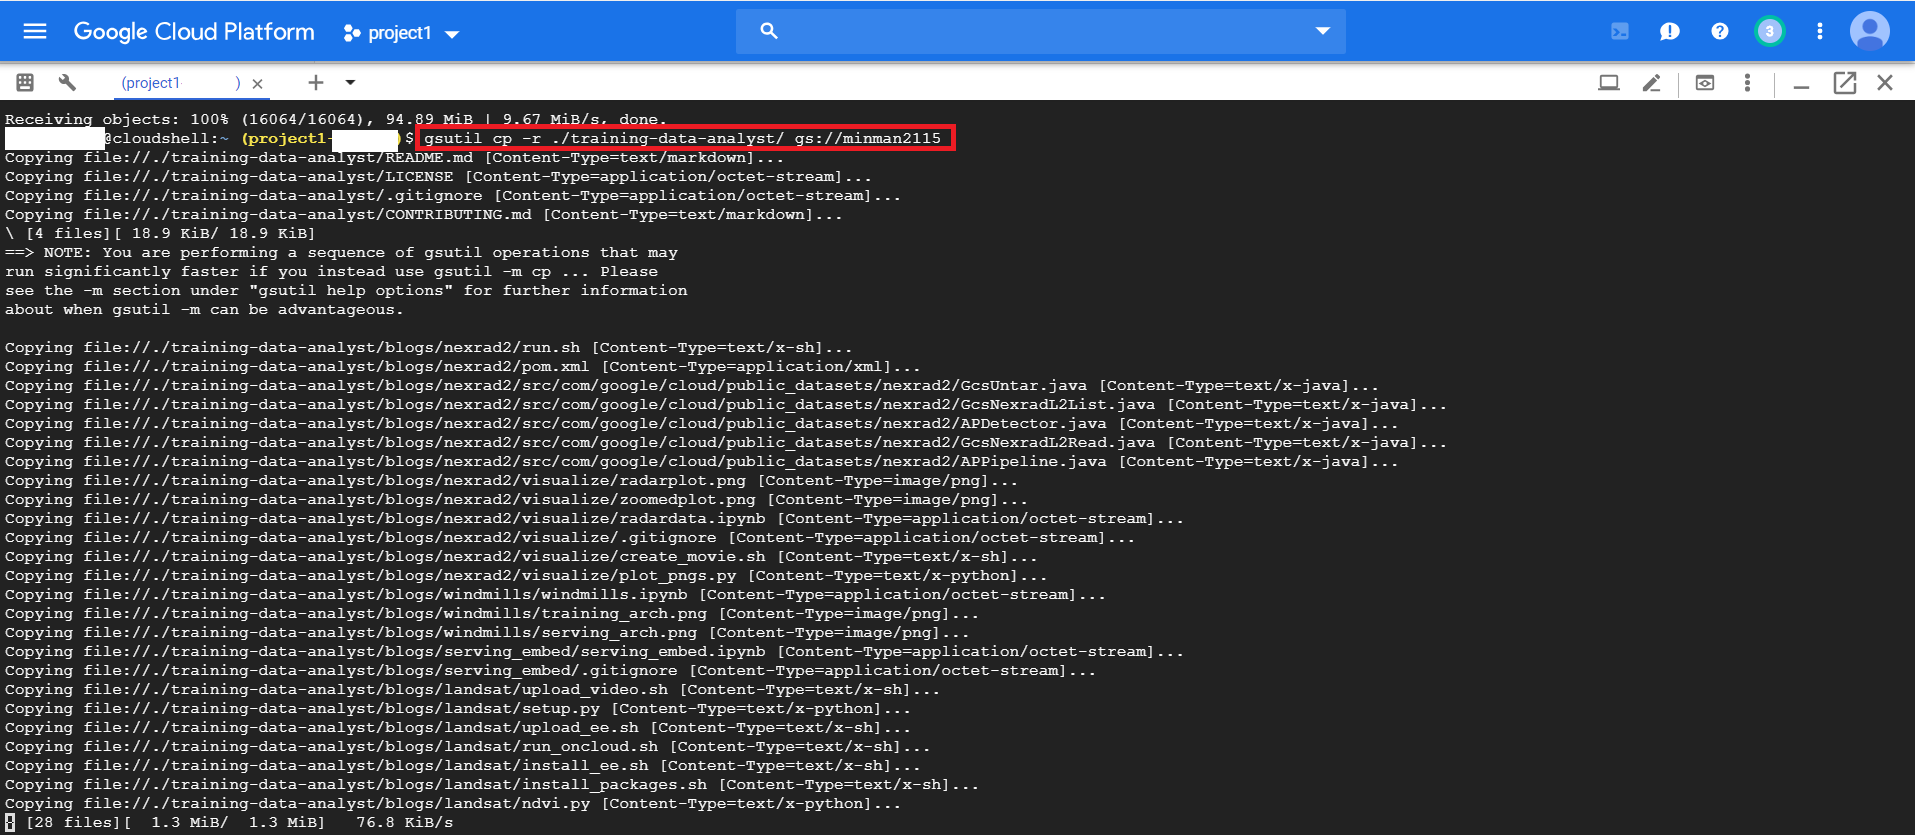 Google Cloud Platform project1
3
(project1 )
Receiving objects: 100% (16064/16064), 94.89 MiB | 9.67 MiB/s, done.
@cloudshell:~ (project1- )$ gsutil cp -r ./training-data-analyst/ gs://minman2115
Copying file://./training-data-analyst/README.md [Content-Type=text/markdown]...
Copying file://./training-data-analyst/LICENSE [Content-Type=application/octet-stream]...
Copying file://./training-data-analyst/.gitignore [Content-Type=application/octet-stream]...
Copying file://./training-data-analyst/CONTRIBUTING.md [Content-Type=text/markdown]...
\ [4 files][ 18.9 KiB/ 18.9 KiB]
==> NOTE: You are performing a sequence of gsutil operations that may
run significantly faster if you instead use gsutil -m cp ... Please
see the -m section under "gsutil help options" for further information
about when gsutil -m can be advantageous.
Copying file://./training-data-analyst/blogs/nexrad2/run.sh [Content-Type=text/x-sh]...
Copying file://./training-data-analyst/blogs/nexrad2/pom.xml [Content-Type=application/xml]...
Copying file://./training-data-analyst/blogs/nexrad2/src/com/google/cloud/public_datasets/nexrad2/GcsUntar.java [Content-Type=text/x-java]...
Copying file://./training-data-analyst/blogs/nexrad2/src/com/google/cloud/public_datasets/nexrad2/GcsNexradL2List.java [Content-Type=text/x-java]...
Copying file://./training-data-analyst/blogs/nexrad2/src/com/google/cloud/public_datasets/nexrad2/APDetector.java [Content-Type=text/x-java]...
Copying file://./training-data-analyst/blogs/nexrad2/src/com/google/cloud/public_datasets/nexrad2/GcsNexradL2Read.java [Content-Type=text/x-java]...
Copying file://./training-data-analyst/blogs/nexrad2/src/com/google/cloud/public_datasets/nexrad2/APPipeline.java [Content-Type=text/x-java]...
Copying file://./training-data-analyst/blogs/nexrad2/visualize/radarplot.png [Content-Type=image/png]...
Copying file://./training-data-analyst/blogs/nexrad2/visualize/zoomedplot.png [Content-Type=image/png]...
Copying file://./training-data-analyst/blogs/nexrad2/visualize/radardata.ipynb [Content-Type=application/octet-stream]...
Copying file://./training-data-analyst/blogs/nexrad2/visualize/.gitignore [Content-Type=application/octet-stream]...
Copying file://./training-data-analyst/blogs/nexrad2/visualize/create_movie.sh [Content-Type=text/x-sh]...
Copying file://./training-data-analyst/blogs/nexrad2/visualize/plot_pngs.py [Content-Type=text/x-python]...
Copying file://./training-data-analyst/blogs/windmills/windmills.ipynb [Content-Type=application/octet-stream]...
Copying file://./training-data-analyst/blogs/windmills/training_arch.png [Content-Type=image/png]...
Copying file://./training-data-analyst/blogs/windmills/serving_arch.png [Content-Type=image/png]...
Copying file://./training-data-analyst/blogs/serving_embed/serving_embed.ipynb [Content-Type=application/octet-stream]...
Copying file://./training-data-analyst/blogs/serving_embed/.gitignore [Content-Type=application/octet-stream]...
Copying file://./training-data-analyst/blogs/landsat/upload_video.sh [Content-Type=text/x-sh]...
Copying file://./training-data-analyst/blogs/landsat/setup.py [Content-Type=text/x-python]...
Copying file://./training-data-analyst/blogs/landsat/upload_ee.sh [Content-Type=text/x-sh]...
Copying file://./training-data-analyst/blogs/landsat/run_oncloud.sh [Content-Type=text/x-sh]...
Copying file://./training-data-analyst/blogs/landsat/install_ee.sh [Content-Type=text/x-sh]...
Copying file://./training-data-analyst/blogs/landsat/install_packages.sh [Content-Type=text/x-sh]...
Copying file://./training-data-analyst/blogs/landsat/ndvi.py [Content-Type=text/x-python]...
[28 files][ 1.3 MiB/ 1.3 MiB] 76.8 KiB/s